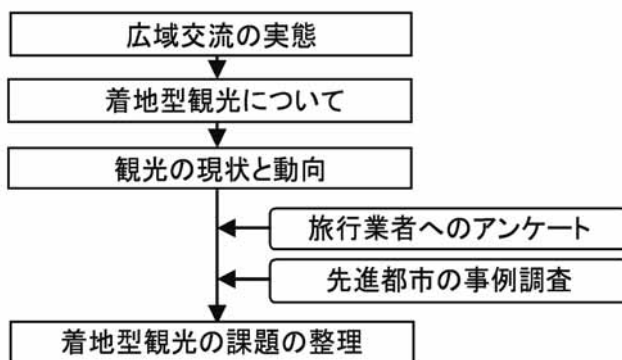 広域交流の実態
着地型観光について
観光の現状と動向
旅行業者へのアンケート
先進都市の事例調査
着地型観光の課題の整理